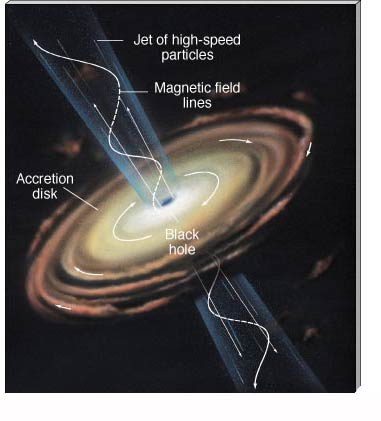 Jet of high-speed
particles
Magnetic field
lines
Accretion
disk
Black
hole